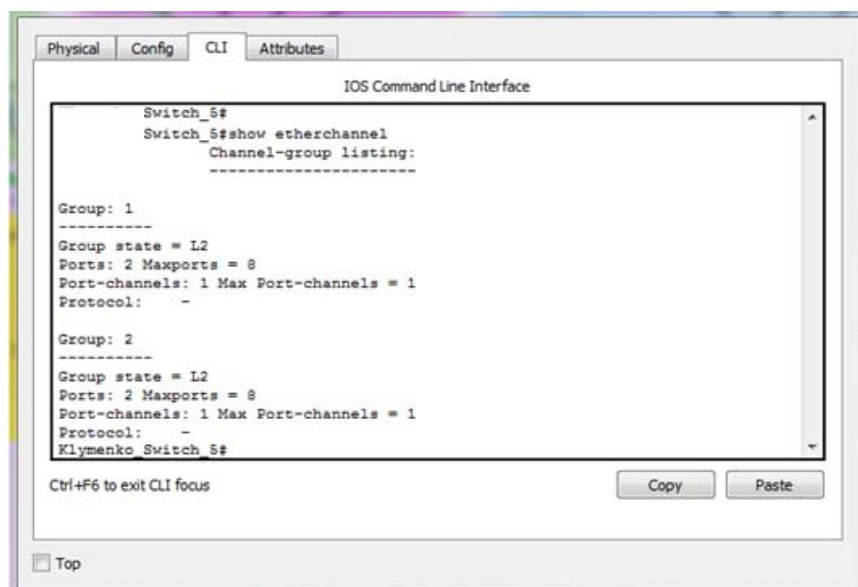 Physical Config CLI Attributes
IOS Command Line Interface
Switch_5#
Switch_5#show etherchannel
Channel-group listing:
----------------------
Group: 1
----------
Group state = L2
Ports: 2 Maxports = 8
Port-channels: 1 Max Port-channels = 1
Protocol: -
Group: 2
----------
Group state = L2
Ports: 2 Maxports = 8
Port-channels: 1 Max Port-channels = 1
Protocol: -
Klymenko_Switch_5#
Ctrl+F6 to exit CLI focus
Copy Paste
Top